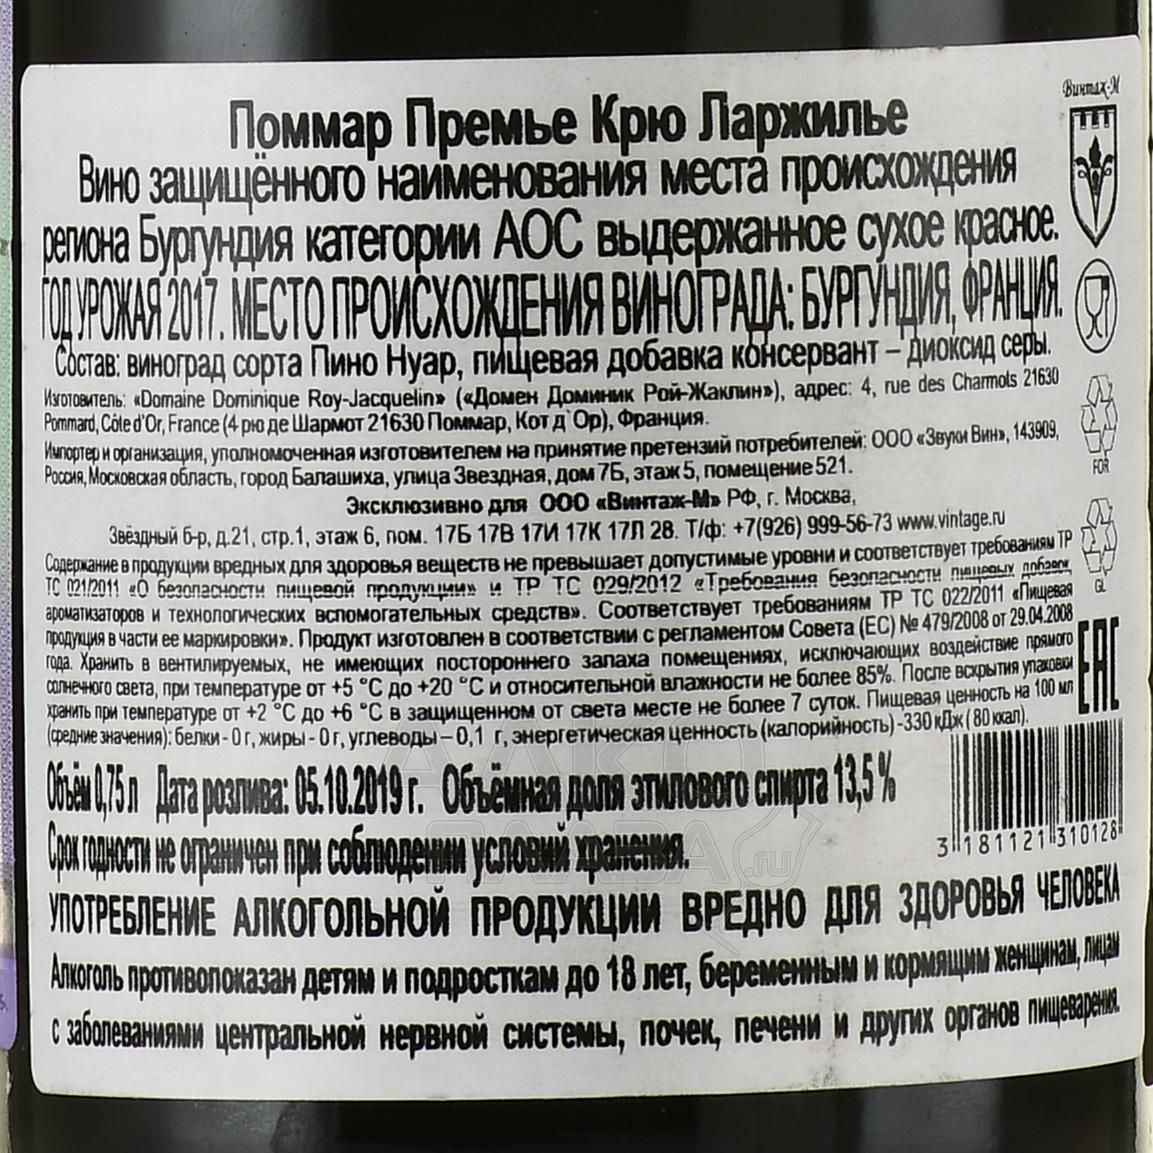 Винтаж-М
Поммар Премье Крю Ларжилье
Вино защищённого наименования места происхождения
региона Бургундия категории АОС выдержанное сухое красное.
ГОД УРОЖАЯ 2017. МЕСТО ПРОИСХОЖДЕНИЯ ВИНОГРАДА: БУРГУНДИЯ, ФРАНЦИЯ.
Состав: виноград сорта Пино Нуар, пищевая добавка консервант – диоксид серы.
Изготовитель: «Domaine Dominique Roy-Jacquelin» («Домен Доминик Рой-Жаклин»), адрес: 4, rue des Charmots 21630
Pommard, Côte d'Or, France (4 рю де Шармот 21630 Поммар, Кот д`Ор), Франция.
Импортер и организация, уполномоченная изготовителем на принятие претензий потребителей: ООО «Звуки Вин», 143909,
Россия, Московская область, город Балашиха, улица Звездная, дом 7Б, этаж 5, помещение 521.
FOR
Эксклюзивно для ООО «Винтаж-М» РФ, г. Москва,
Звёздный б-р, д.21, стр.1, этаж 6, пом. 17Б 17В 17И 17К 17Л 28. Т/ф: +7(926) 999-56-73 www.vintage.ru
Содержание в продукции вредных для здоровья веществ не превышает допустимые уровни и соответствует требованиям ТР
ТС 021/2011 «О безопасности пищевой продукции» и ТР ТС 029/2012 «Требования безопасности пищевых добавок,
GL
ароматизаторов и технологических вспомогательных средств». Соответствует требованиям ТР ТС 022/2011 «Пищевая
продукция в части ее маркировки». Продукт изготовлен в соответствии с регламентом Совета (ЕС) № 479/2008 от 29.04.2008
года. Хранить в вентилируемых, не имеющих постороннего запаха помещениях, исключающих воздействие прямого
солнечного света, при температуре от +5 °С до +20 °С и относительной влажности не более 85%. После вскрытия упаковки
хранить при температуре от +2 °С до +6 °С в защищенном от света месте не более 7 суток. Пищевая ценность на 100 мл
(средние значения): белки - 0 г, жиры - 0 г, углеводы – 0,1 г, энергетическая ценность (калорийность) -330 кДж ( 80 ккал).
ЕАС
Объём 0,75 л Дата розлива: 05.10.2019 г. Объёмная доля этилового спирта 13,5 %
3 181121 310128
Срок годности не ограничен при соблюдении условий хранения.
АЛКО
ПАВА.ru
УПОТРЕБЛЕНИЕ АЛКОГОЛЬНОЙ ПРОДУКЦИИ ВРЕДНО ДЛЯ ЗДОРОВЬЯ ЧЕЛОВЕКА
Алкоголь противопоказан детям и подросткам до 18 лет, беременным и кормящим женщинам, лицам
с заболеваниями центральной нервной системы, почек, печени и других органов пищеварения.